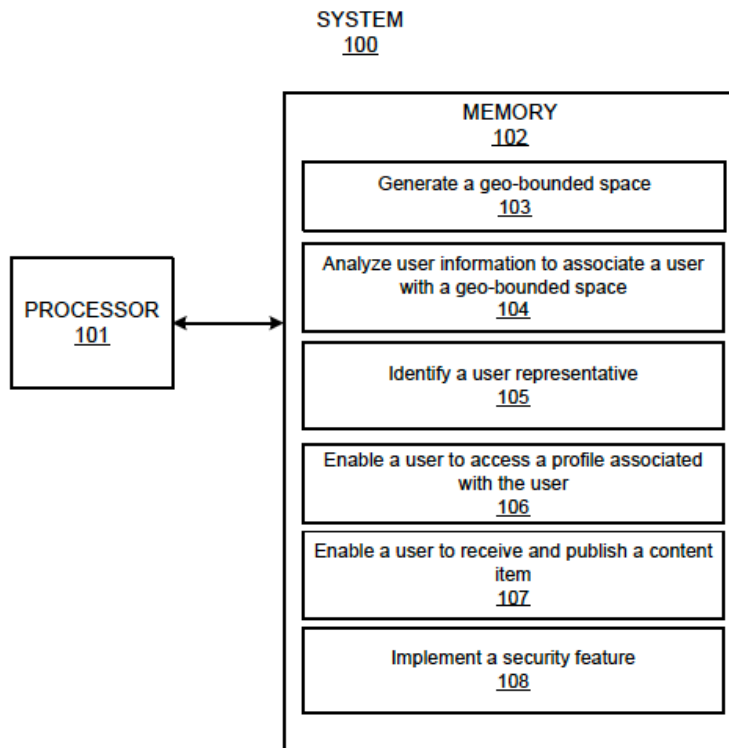 SYSTEM
100
MEMORY
102
Generate a geo-bounded space
103
Analyze user information to associate a user
with a geo-bounded space
104
PROCESSOR
101
Identify a user representative
105
Enable a user to access a profile associated
with the user
106
Enable a user to receive and publish a content
item
107
Implement a security feature
108